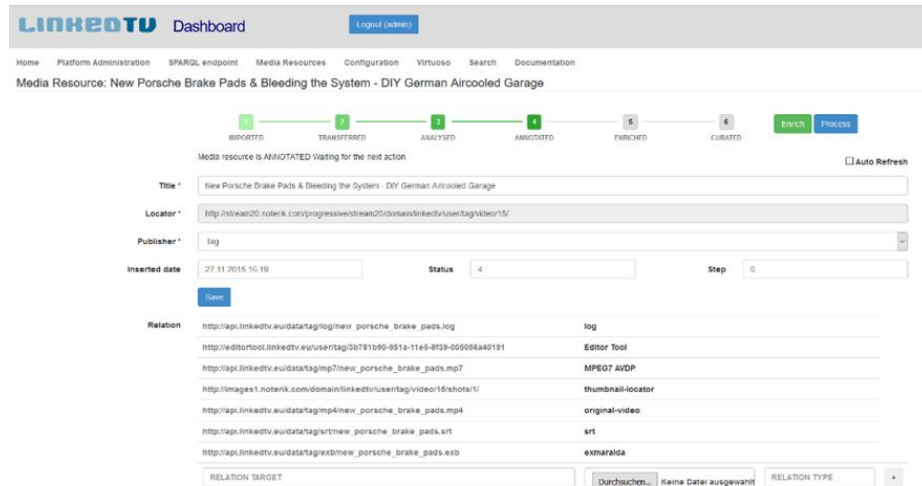 LINKEDTV Dashboard Logout (admin)
Home Platform Administration SPARQL endpoint Media Resources Configuration Virtuoso Search Documentation
Media Resource: New Porsche Brake Pads & Bleeding the System - DIY German Aircooled Garage
1 2 3 4 5 6 Enrich Process
IMPORTED TRANSFERRED ANALYSED ANNOTATED ENRICHED CURATED
Media resource is ANNOTATED Waiting for the next action
Auto Refresh
Title * New Porsche Brake Pads & Bleeding the System - DIY German Aircooled Garage
Locator * http://stream20.noterik.com/progressive/stream20/domain/linkedtv/user/tag/video/15/
Publisher * tag
Inserted date 27.11.2015 16:19 Status 4 Step 0
Save
Relation http://api.linkedtv.eu/data/tag/log/new_porsche_brake_pads.log log
http://editortool.linkedtv.eu/user/tag/ Editor Tool
http://api.linkedtv.eu/data/tag/mp7/new_porsche_brake_pads.mp7 MPEG7 AVDP
http://images1.noterik.com/domain/linkedtv/user/tag/video/16/shots/1/ thumbnail-locator
http://api.linkedtv.eu/data/tag/mp4/new_porsche_brake_pads.mp4 original-video
http://api.linkedtv.eu/data/tag/srt/new_porsche_brake_pads.srt srt
http://api.linkedtv.eu/data/tag/exb/new_porsche_brake_pads.exb exmaralda
RELATION TARGET Durchsuchen... Keine Datei ausgewählt RELATION TYPE +